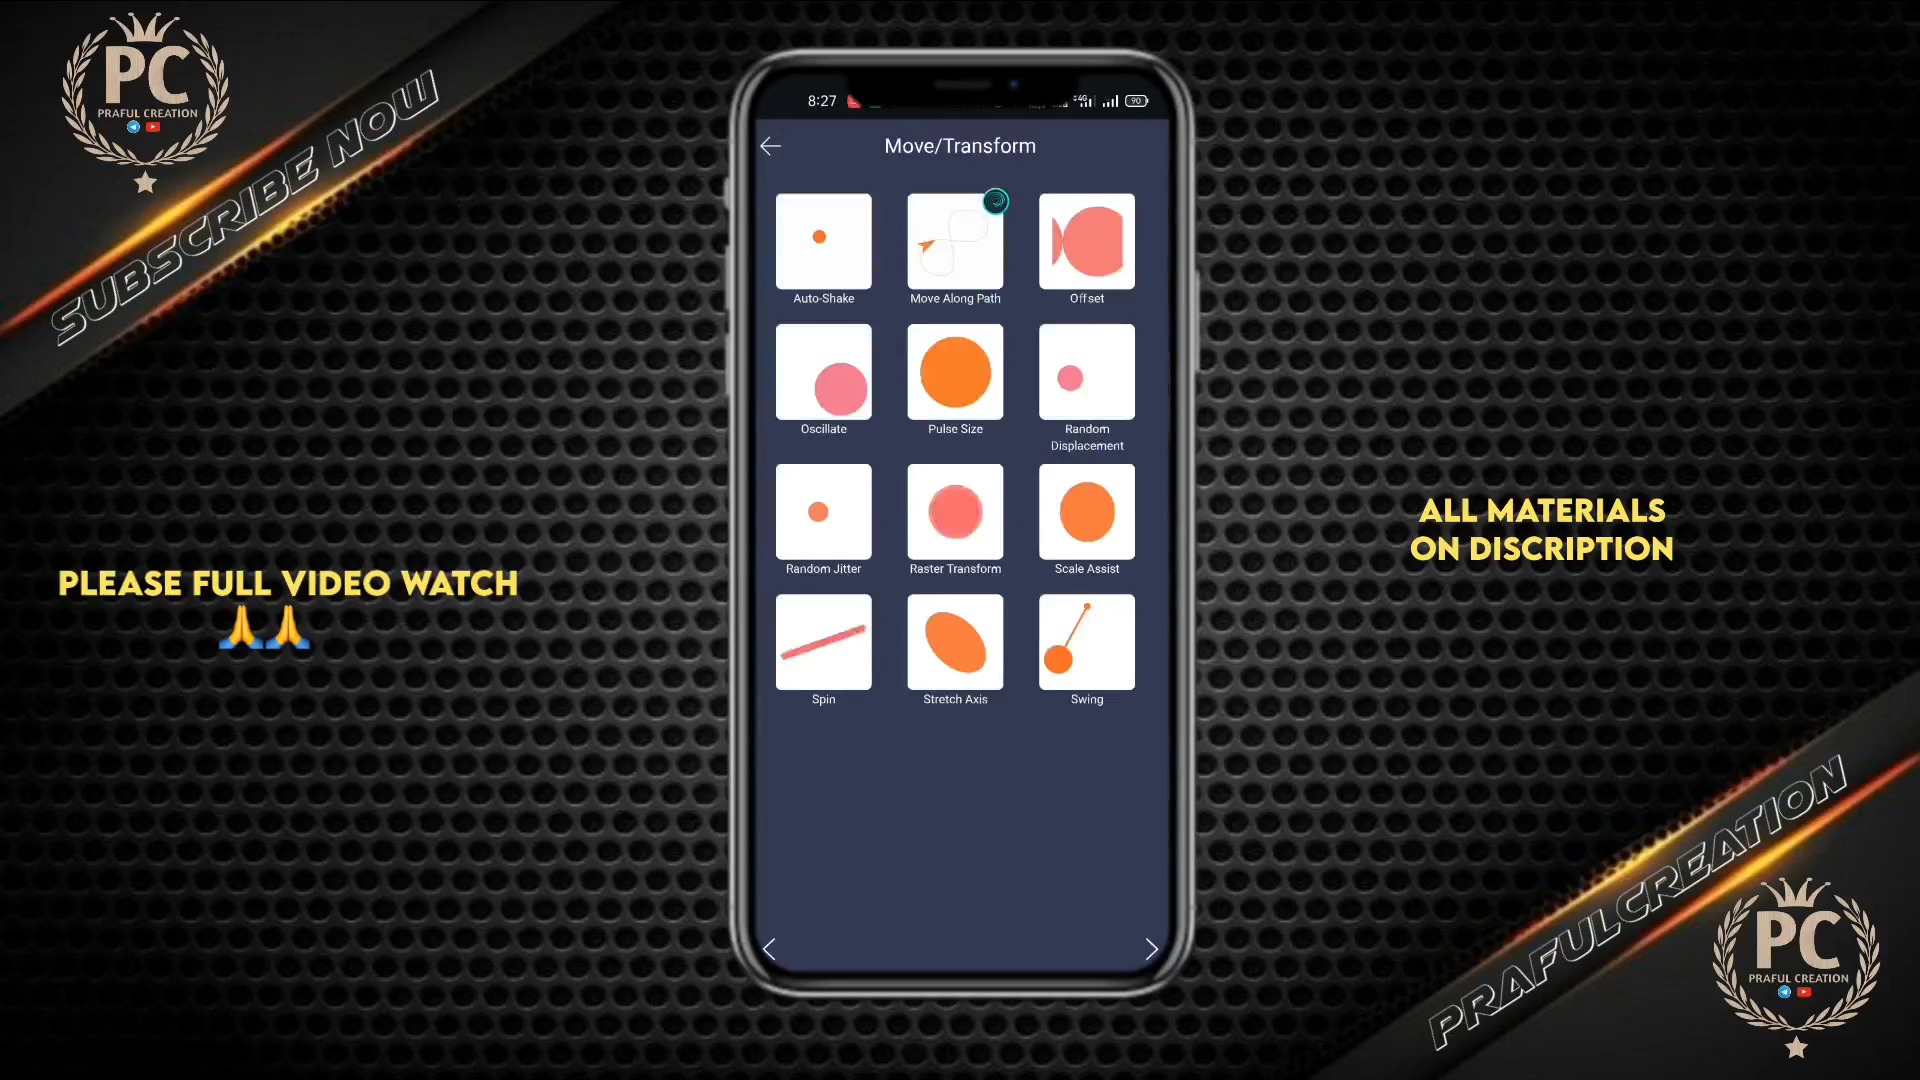 PC
PRAFUL CREATION
SUBSCRIBE NOW
8:27
4G
90
Move/Transform
Auto-Shake
Move Along Path
Offset
Oscillate
Pulse Size
Random
Displacement
Random Jitter
Raster Transform
Scale Assist
Spin
Stretch Axis
Swing
PLEASE FULL VIDEO WATCH
🙏🙏
ALL MATERIALS
ON DISCRIPTION
PRAFULCREATION
PC
PRAFUL CREATION